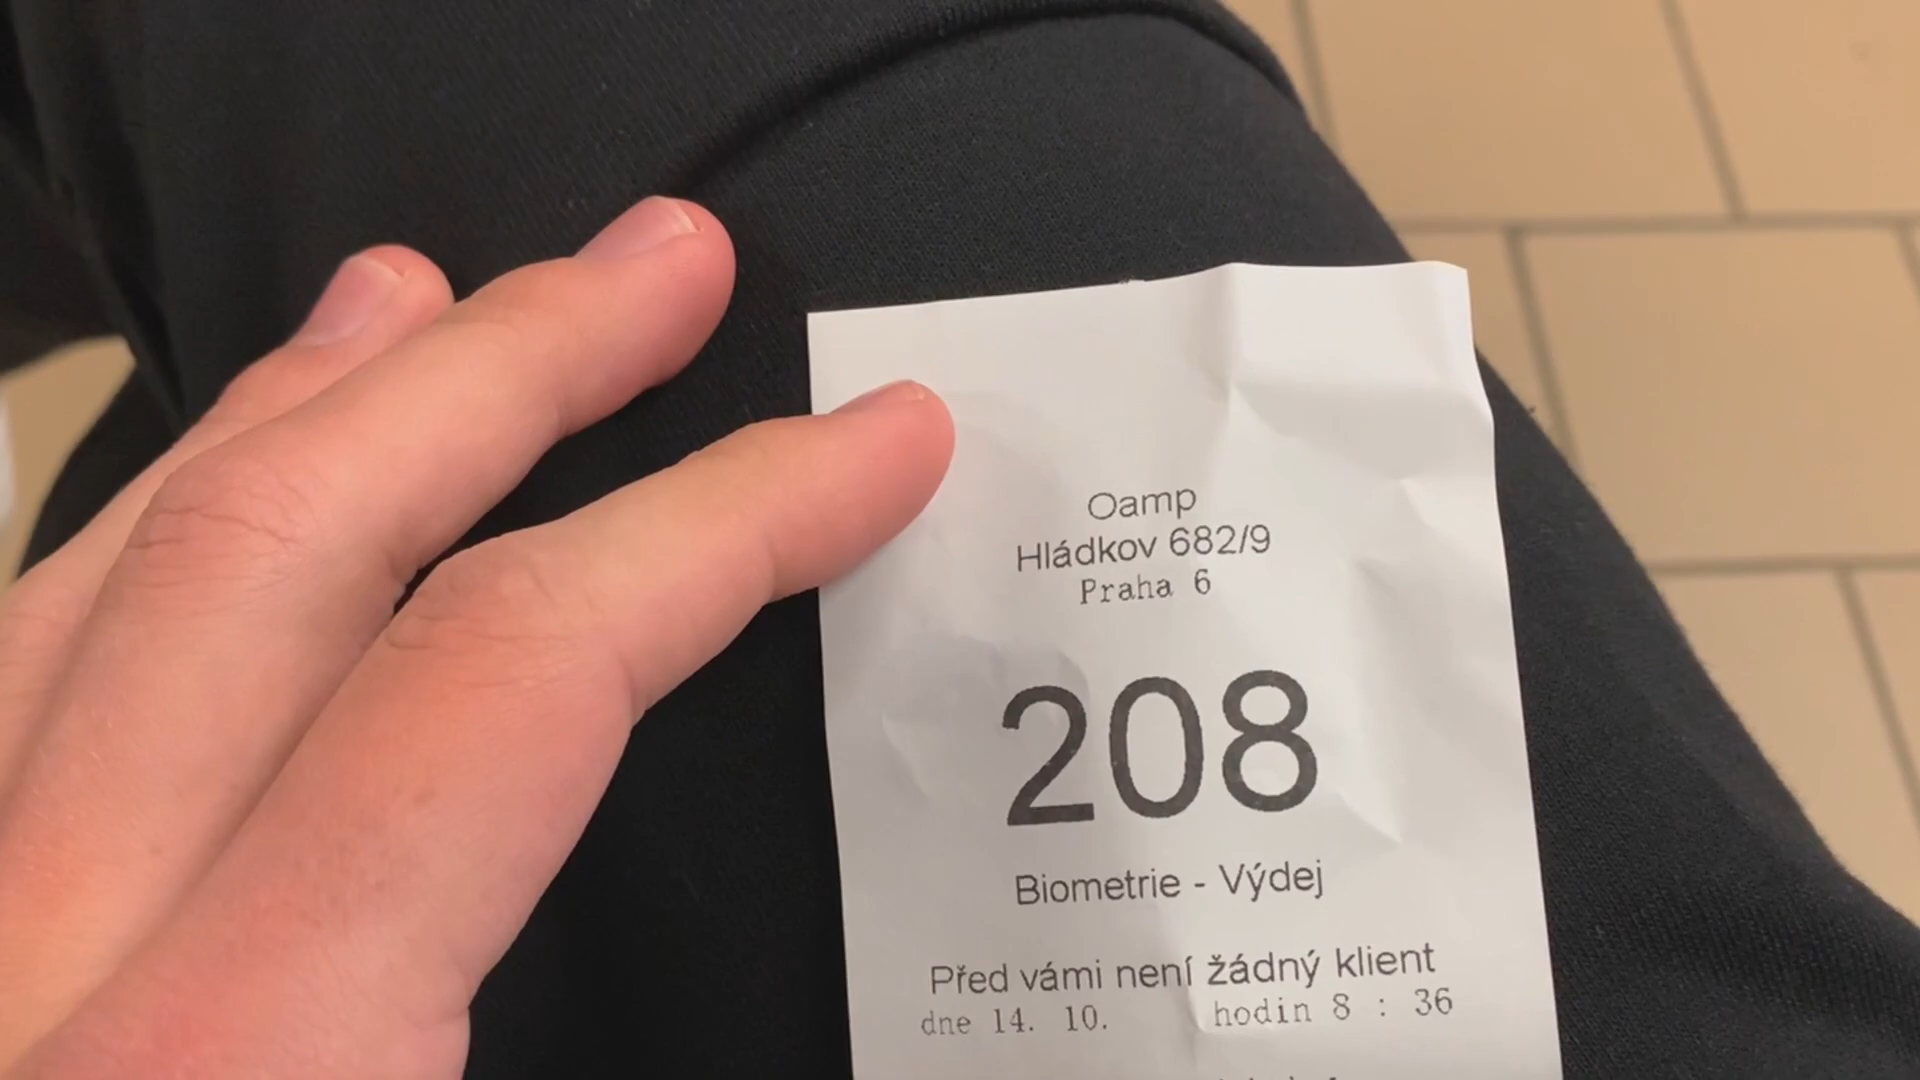 Oamp
Hládkov 682/9
Praha 6
208
Biometrie - Výdej
Před vámi není žádný klient
dne 14. 10. hodin 8 : 36